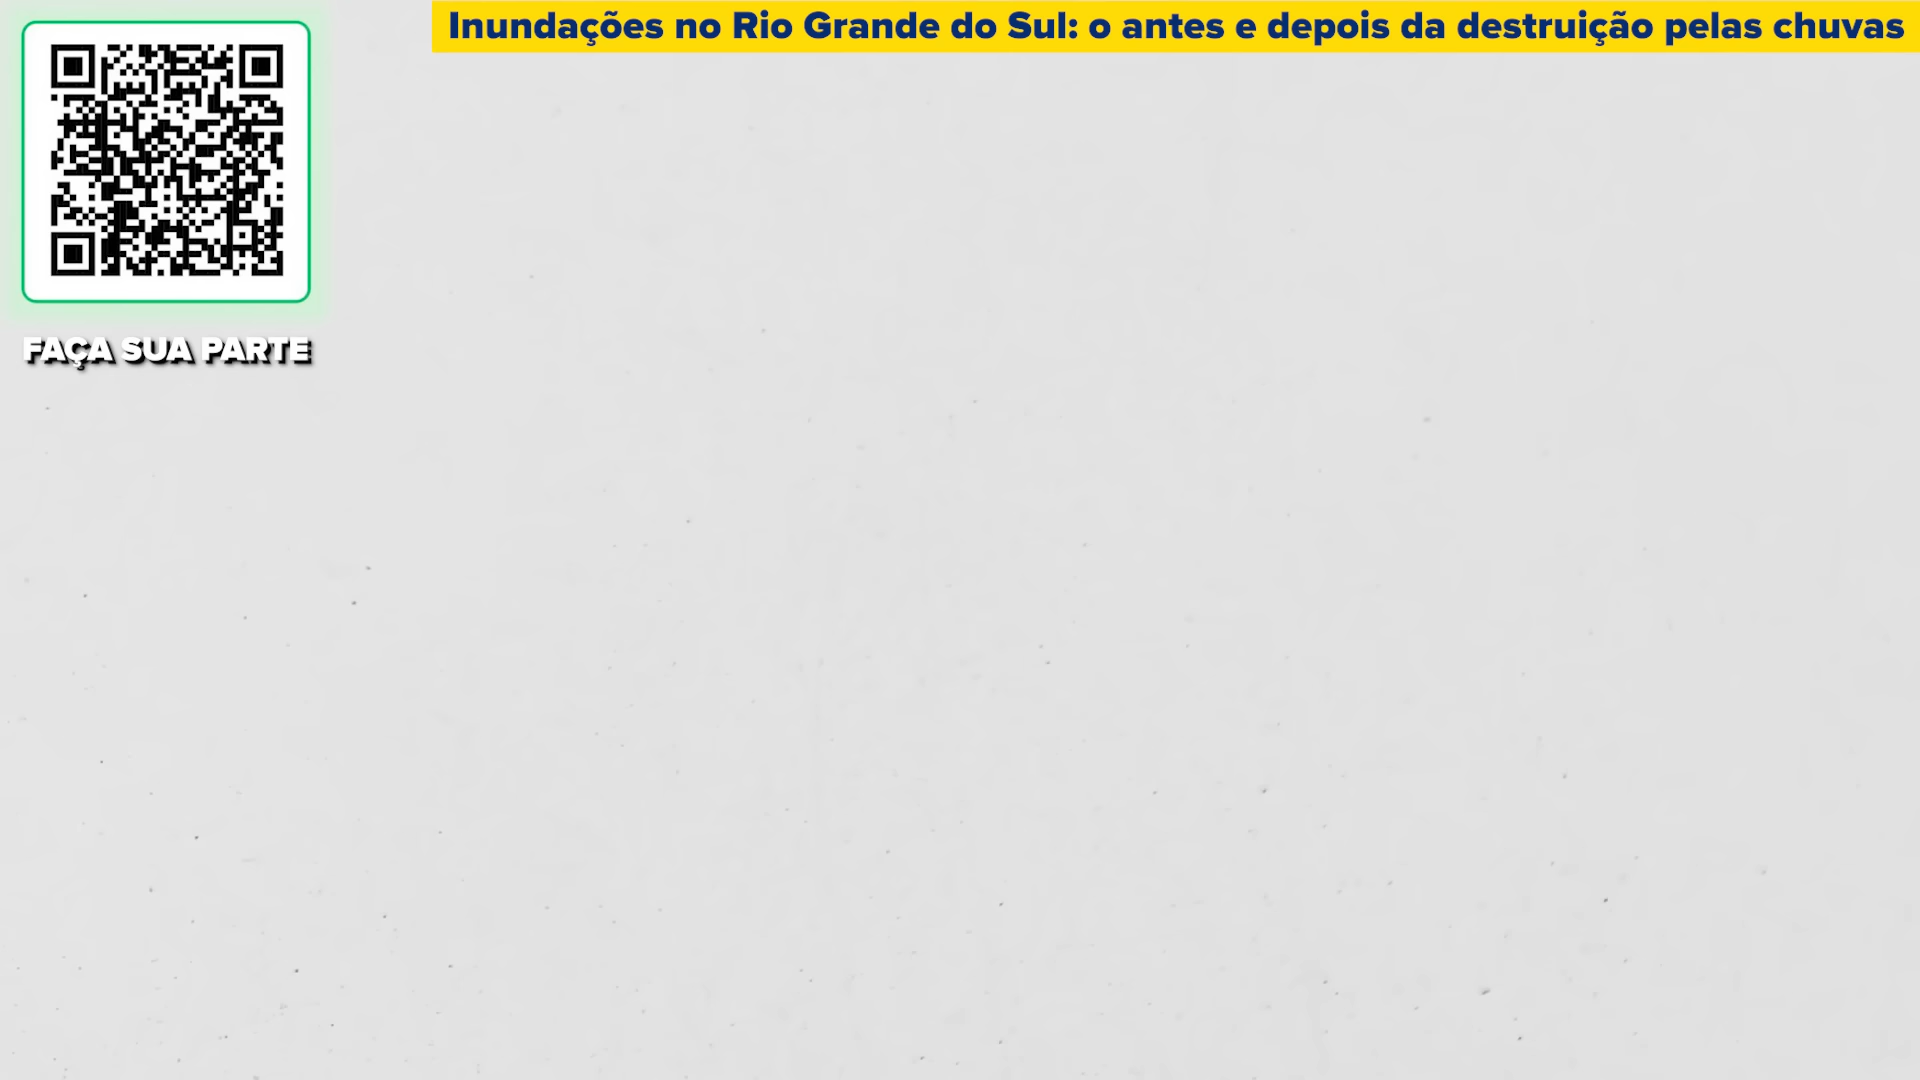 Inundações no Rio Grande do Sul: o antes e depois da destruição pelas chuvas
FAÇA SUA PARTE